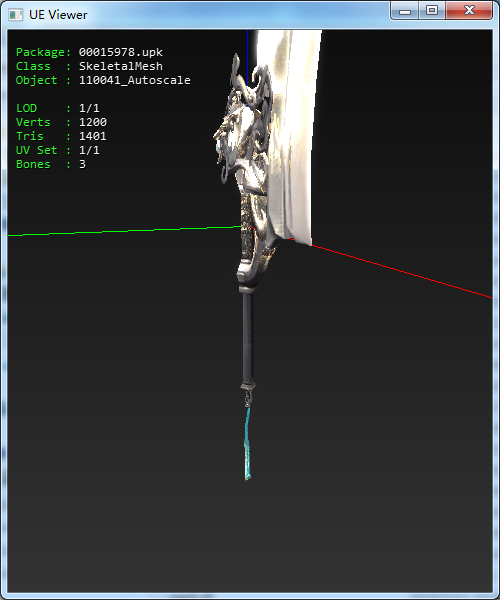 UE Viewer
Package: 00015978.upk
Class : SkeletalMesh
Object : 110041_Autoscale
LOD : 1/1
Verts : 1200
Tris : 1401
UV Set : 1/1
Bones : 3